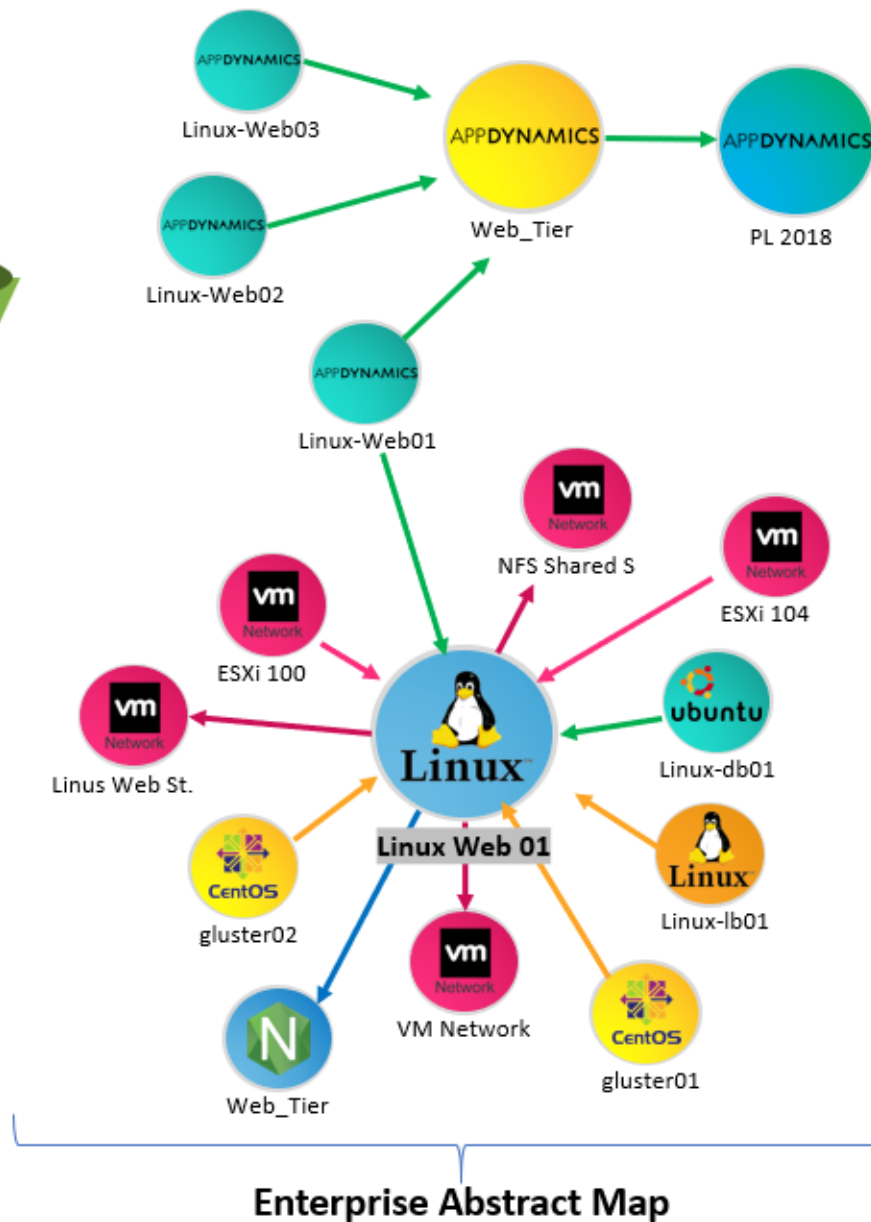 APPDYNAMICS
Linux-Web03
APPDYNAMICS
Web_Tier
APPDYNAMICS
PL 2018
APPDYNAMICS
Linux-Web02
APPDYNAMICS
Linux-Web01
vm
Network
NFS Shared S
vm
Network
ESXi 104
vm
Network
ESXi 100
vm
Network
Linus Web St.
Linux™
Linux Web 01
ubuntu
Linux-db01
CentOS
gluster02
Linux™
Linux-lb01
vm
Network
VM Network
CentOS
gluster01
N
Web_Tier
Enterprise Abstract Map